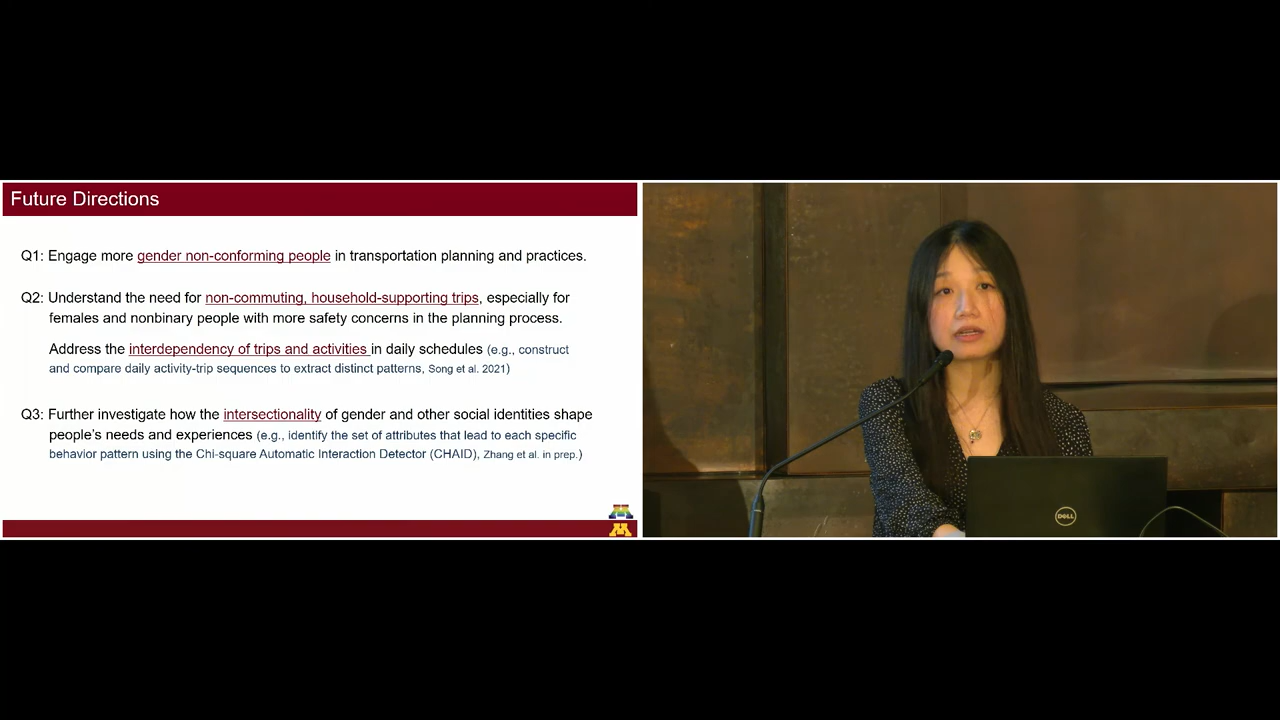 Future Directions
Q1: Engage more gender non-conforming people in transportation planning and practices.
Q2: Understand the need for non-commuting, household-supporting trips, especially for
females and nonbinary people with more safety concerns in the planning process.
Address the interdependency of trips and activities in daily schedules (e.g., construct
and compare daily activity-trip sequences to extract distinct patterns, Song et al. 2021)
Q3: Further investigate how the intersectionality of gender and other social identities shape
people's needs and experiences (e.g., identify the set of attributes that lead to each specific
behavior pattern using the Chi-square Automatic Interaction Detector (CHAID), Zhang et al. in prep.)
M
M
DELL